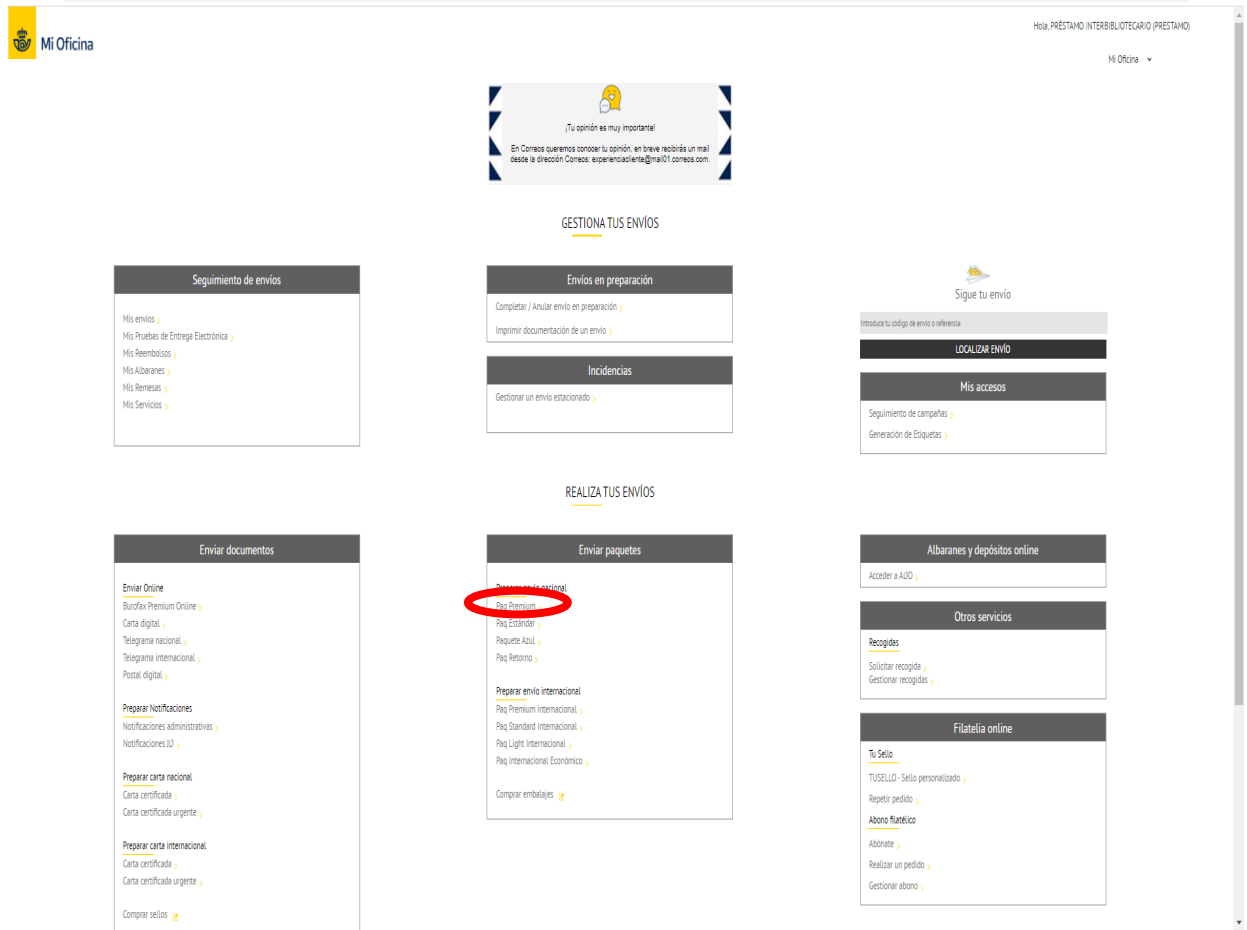 Hola, PRÉSTAMO INTERBIBLIOTECARIO (PRESTAMO)
Mi Oficina
Mi Oficina
¡Tu opinión es muy importante!
En Correos queremos conocer tu opinión, en breve recibirás un mail
desde la dirección Correos: experienciacliente@mail01.correos.com.
GESTIONA TUS ENVÍOS
Seguimiento de envíos
Mis envíos
Mis Pruebas de Entrega Electrónica
Mis Reembolsos
Mis Albaranes
Mis Remesas
Mis Servicios
Envíos en preparación
Completar / Anular envío en preparación
Imprimir documentación de un envío
Incidencias
Gestionar un envío estacionado
Sigue tu envío
Introduce tu código de envío o referencia
LOCALIZAR ENVÍO
Mis accesos
Seguimiento de campañas
Generación de Etiquetas
REALIZA TUS ENVÍOS
Enviar documentos
Enviar Online
Burofax Premium Online
Carta digital
Telegrama nacional
Telegrama internacional
Postal digital
Preparar Notificaciones
Notificaciones administrativas
Notificaciones JJ
Preparar carta nacional
Carta certificada
Carta certificada urgente
Preparar carta internacional
Carta certificada
Carta certificada urgente
Comprar sellos
Enviar paquetes
Preparar envío nacional
Paq Premium
Paq Estándar
Paquete Azul
Paq Retorno
Preparar envío internacional
Paq Premium Internacional
Paq Standard Internacional
Paq Light Internacional
Paq Internacional Económico
Comprar embalajes
Albaranes y depósitos online
Acceder a ADO
Otros servicios
Recogidas
Solicitar recogida
Gestionar recogidas
Filatelia online
Tu Sello
TUSELLO - Sello personalizado
Repetir pedido
Abono filatélico
Abónate
Realizar un pedido
Gestionar abono